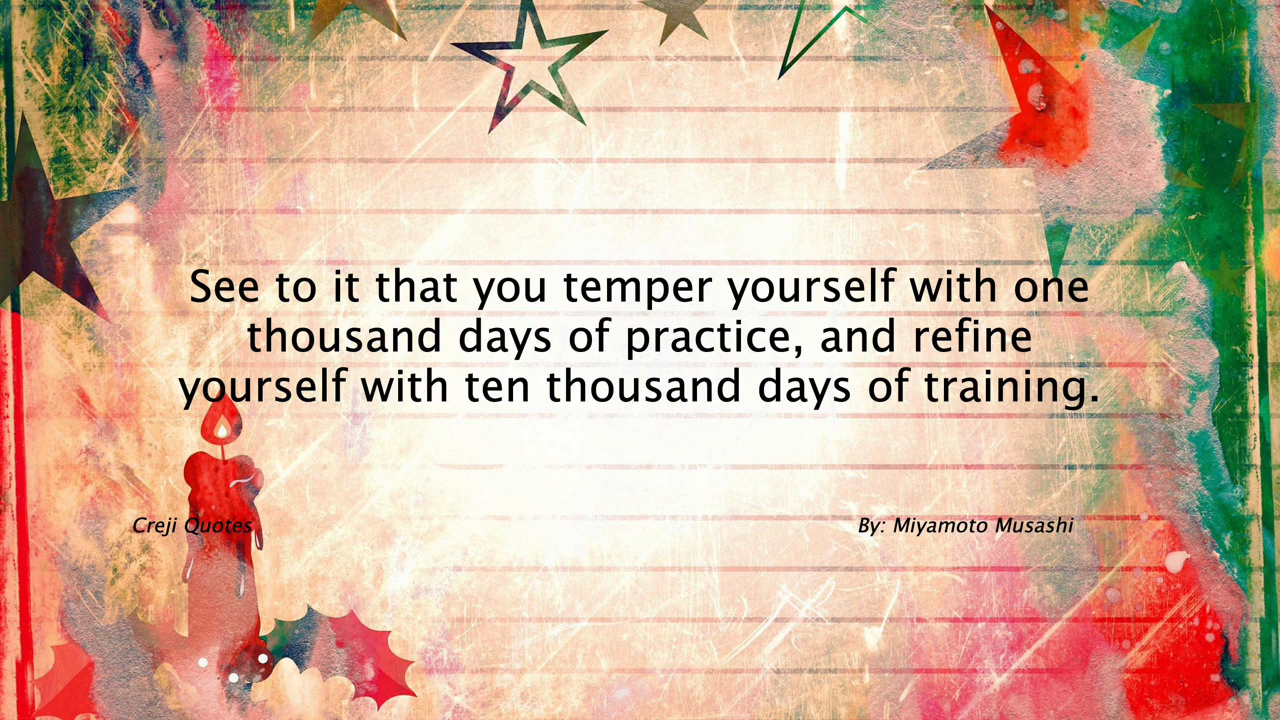 See to it that you temper yourself with one
thousand days of practice, and refine
yourself with ten thousand days of training.
Creji Quotes
By: Miyamoto Musashi